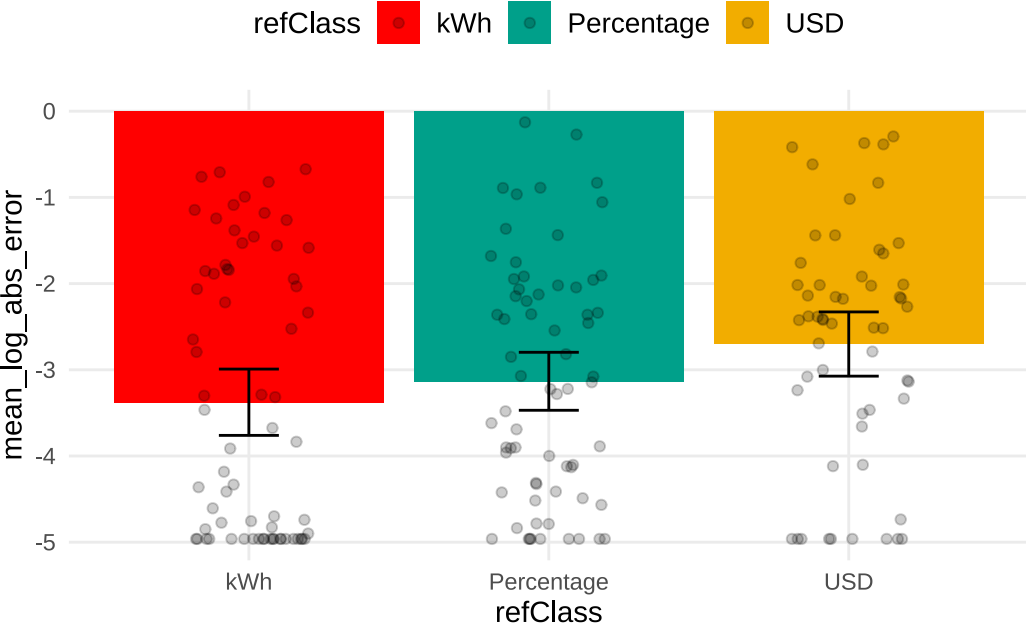 refClass kWh Percentage USD
0
-1
-2
-3
-4
-5
mean_log_abs_error
kWh Percentage USD
refClass